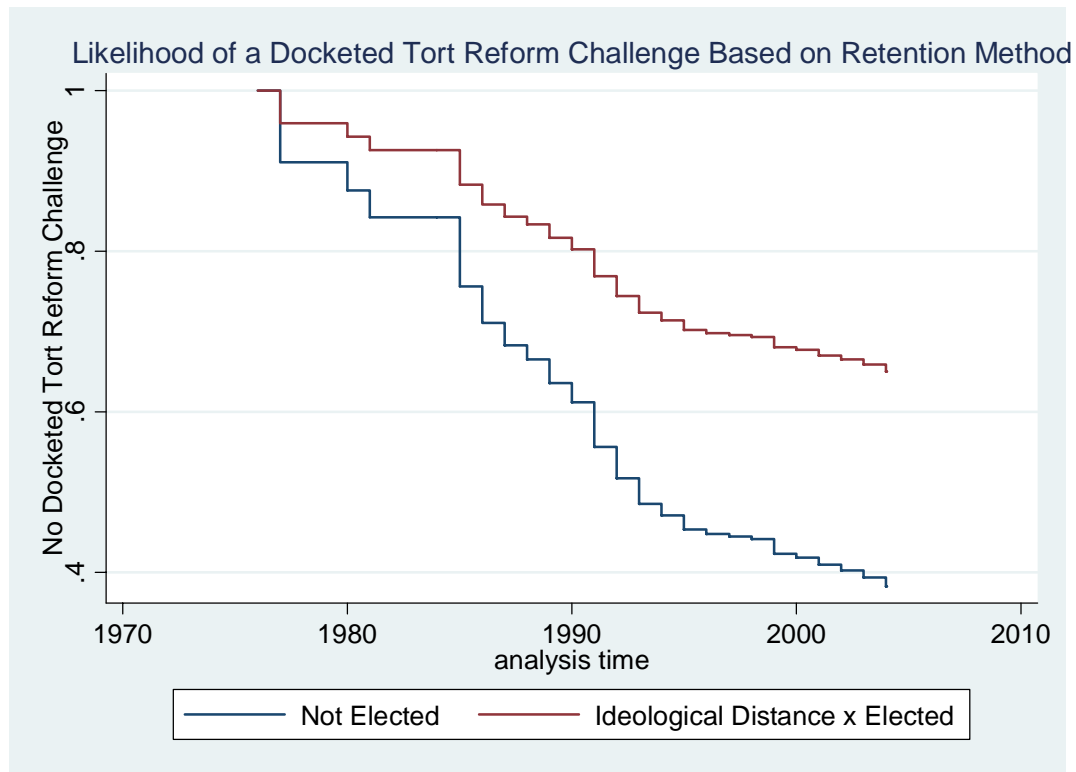 Likelihood of a Docketed Tort Reform Challenge Based on Retention Method
No Docketed Tort Reform Challenge
1
.8
.6
.4
1970 1980 1990 2000 2010
analysis time
Not Elected Ideological Distance x Elected